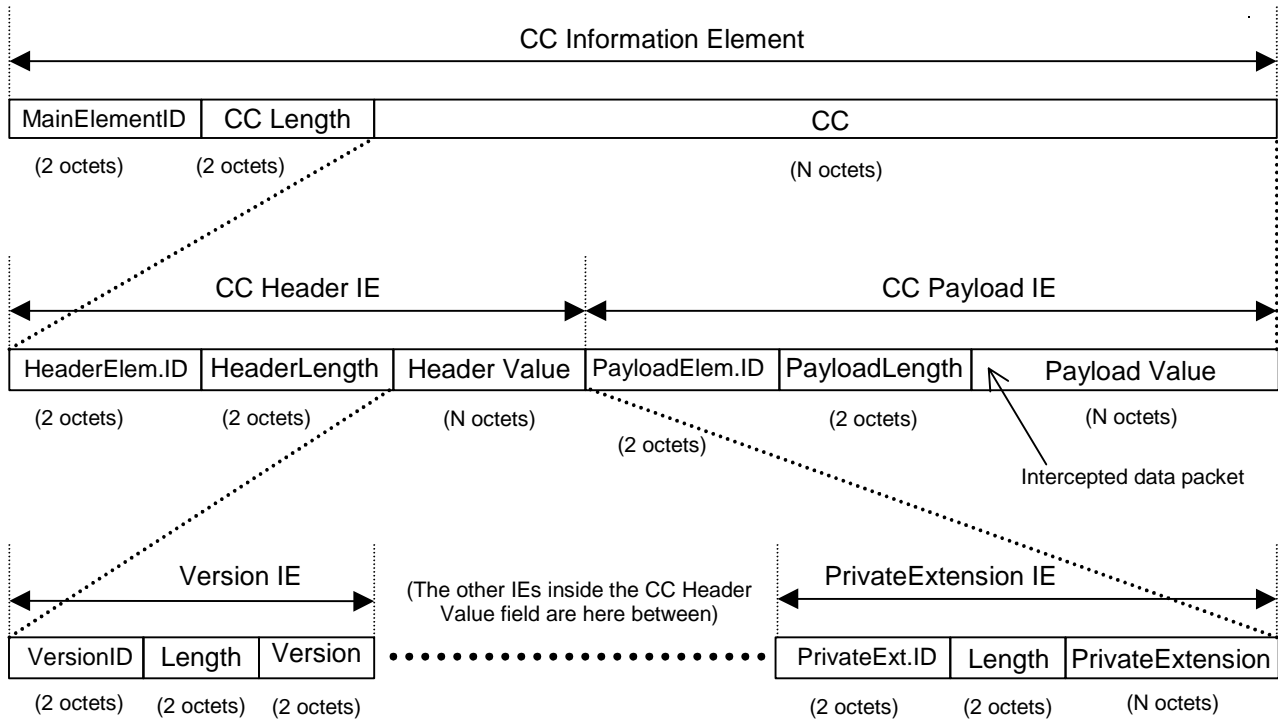 CC Information Element
MainElementID CC Length CC
(2 octets) (2 octets) (N octets)
CC Header IE CC Payload IE
HeaderElem.ID HeaderLength Header Value PayloadElem.ID PayloadLength Payload Value
(2 octets) (2 octets) (N octets) (2 octets) (2 octets) (N octets)
Intercepted data packet
Version IE (The other IEs inside the CC Header PrivateExtension IE
Value field are here between)
VersionID Length Version PrivateExt.ID Length PrivateExtension
(2 octets) (2 octets) (2 octets) (2 octets) (2 octets) (N octets)